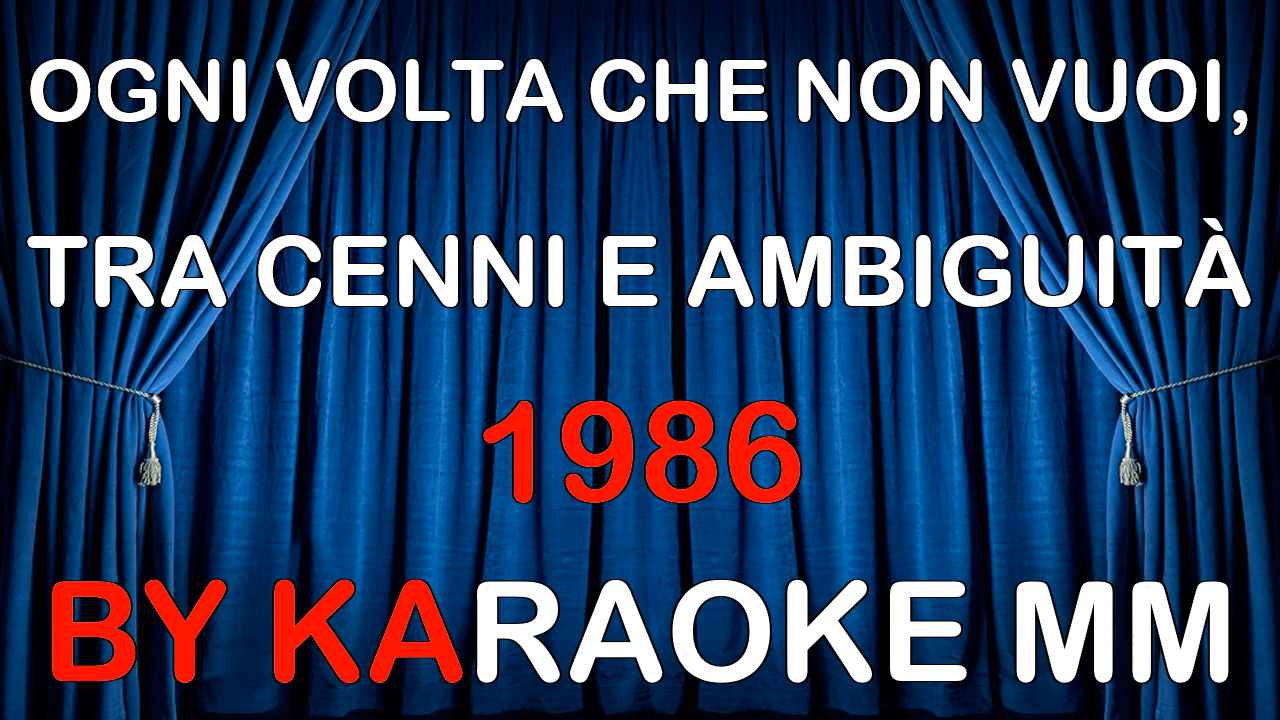 OGNI VOLTA CHE NON VUOI,
TRA CENNI E AMBIGUITÀ
1986
BY KARAOKE MM